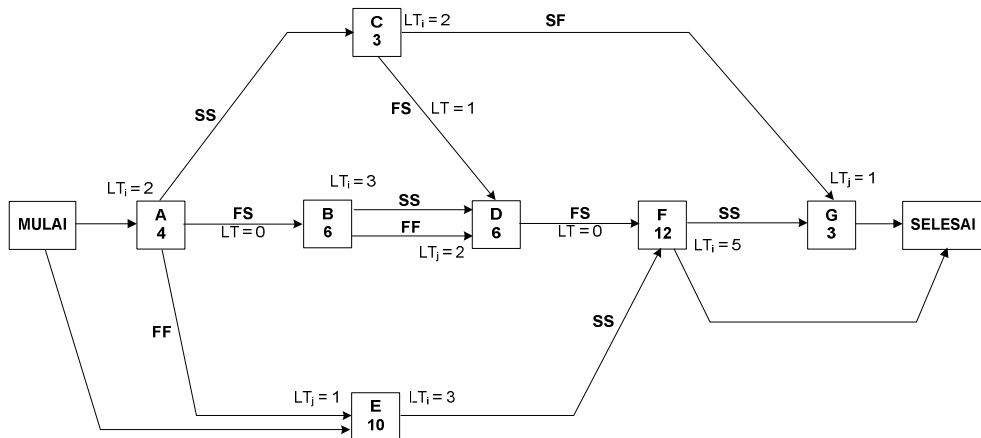 C
3
LTi = 2
SF
SS
FS
LT = 1
LTi = 2
LTi = 3
LTj = 1
MULAI
A
4
FS
LT = 0
B
6
SS
FF
LTj = 2
D
6
FS
LT = 0
F
12
SS
LTi = 5
G
3
SELESAI
FF
SS
LTj = 1
E
10
LTi = 3